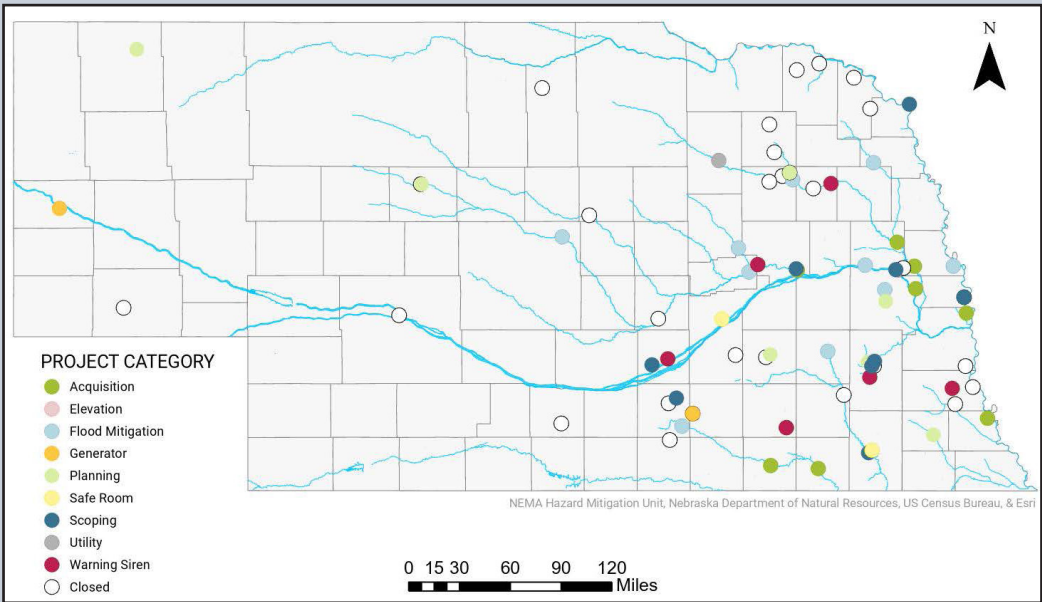 N
PROJECT CATEGORY
Acquisition
Elevation
Flood Mitigation
Generator
Planning
Safe Room
Scoping
Utility
Warning Siren
Closed
NEMA Hazard Mitigation Unit, Nebraska Department of Natural Resources, US Census Bureau, & Esri
0 15 30 60 90 120
Miles